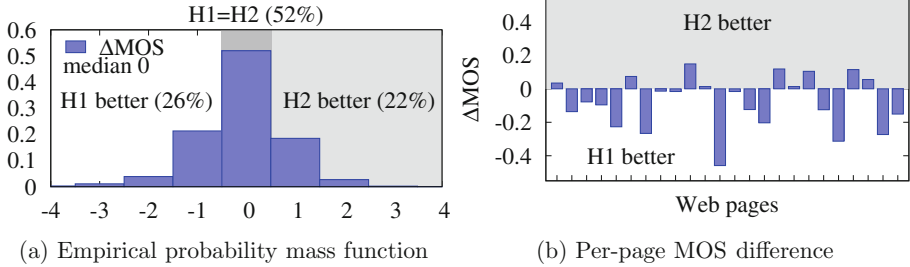 H1=H2 (52%)
0.6
0.5
0.4
0.3
0.2
0.1
0
ΔMOS
median 0
H1 better (26%)
H2 better (22%)
-4 -3 -2 -1 0 1 2 3 4
(a) Empirical probability mass function
ΔMOS
0.4
0.2
0
-0.2
-0.4
H2 better
H1 better
Web pages
(b) Per-page MOS difference